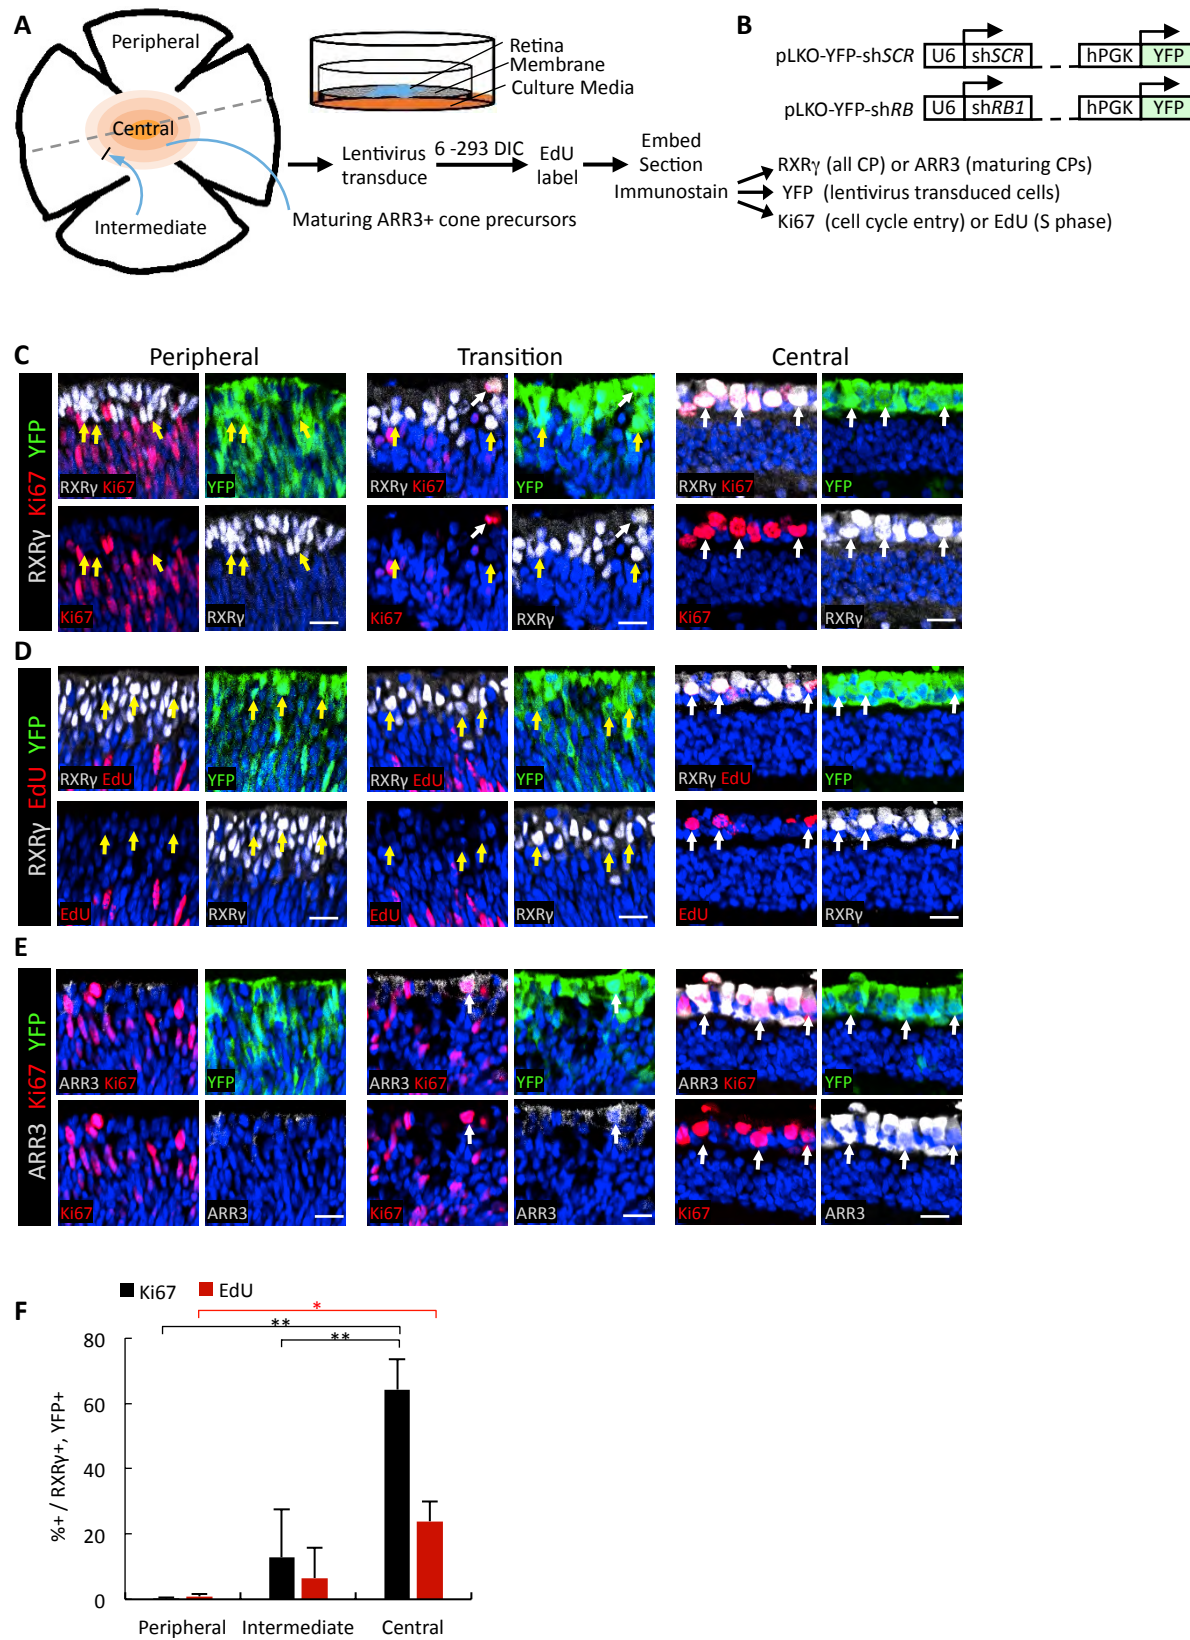 A
Peripheral
Central
Intermediate
Retina
Membrane
Culture Media
Lentivirus
transduce
6 -293 DIC
EdU
label
Embed
Section
Immunostain
Maturing ARR3+ cone precursors
RXRγ (all CP) or ARR3 (maturing CPs)
YFP (lentivirus transduced cells)
Ki67 (cell cycle entry) or EdU (S phase)
B
pLKO-YFP-shSCR U6 shSCR hPGK YFP
pLKO-YFP-shRB U6 shRB1 hPGK YFP
C
Peripheral Transition Central
RXRγ Ki67 YFP
RXRγ Ki67 YFP RXRγ Ki67 YFP RXRγ Ki67 YFP
Ki67 RXRγ Ki67 RXRγ Ki67 RXRγ
D
RXRγ EdU YFP
RXRγ EdU YFP RXRγ EdU YFP RXRγ EdU YFP
EdU RXRγ EdU RXRγ EdU RXRγ
E
ARR3 Ki67 YFP
ARR3 Ki67 YFP ARR3 Ki67 YFP ARR3 Ki67 YFP
Ki67 ARR3 Ki67 ARR3 Ki67 ARR3
F
Ki67 EdU
*
**
**
%+ / RXRγ+, YFP+
80
60
40
20
0
Peripheral Intermediate Central